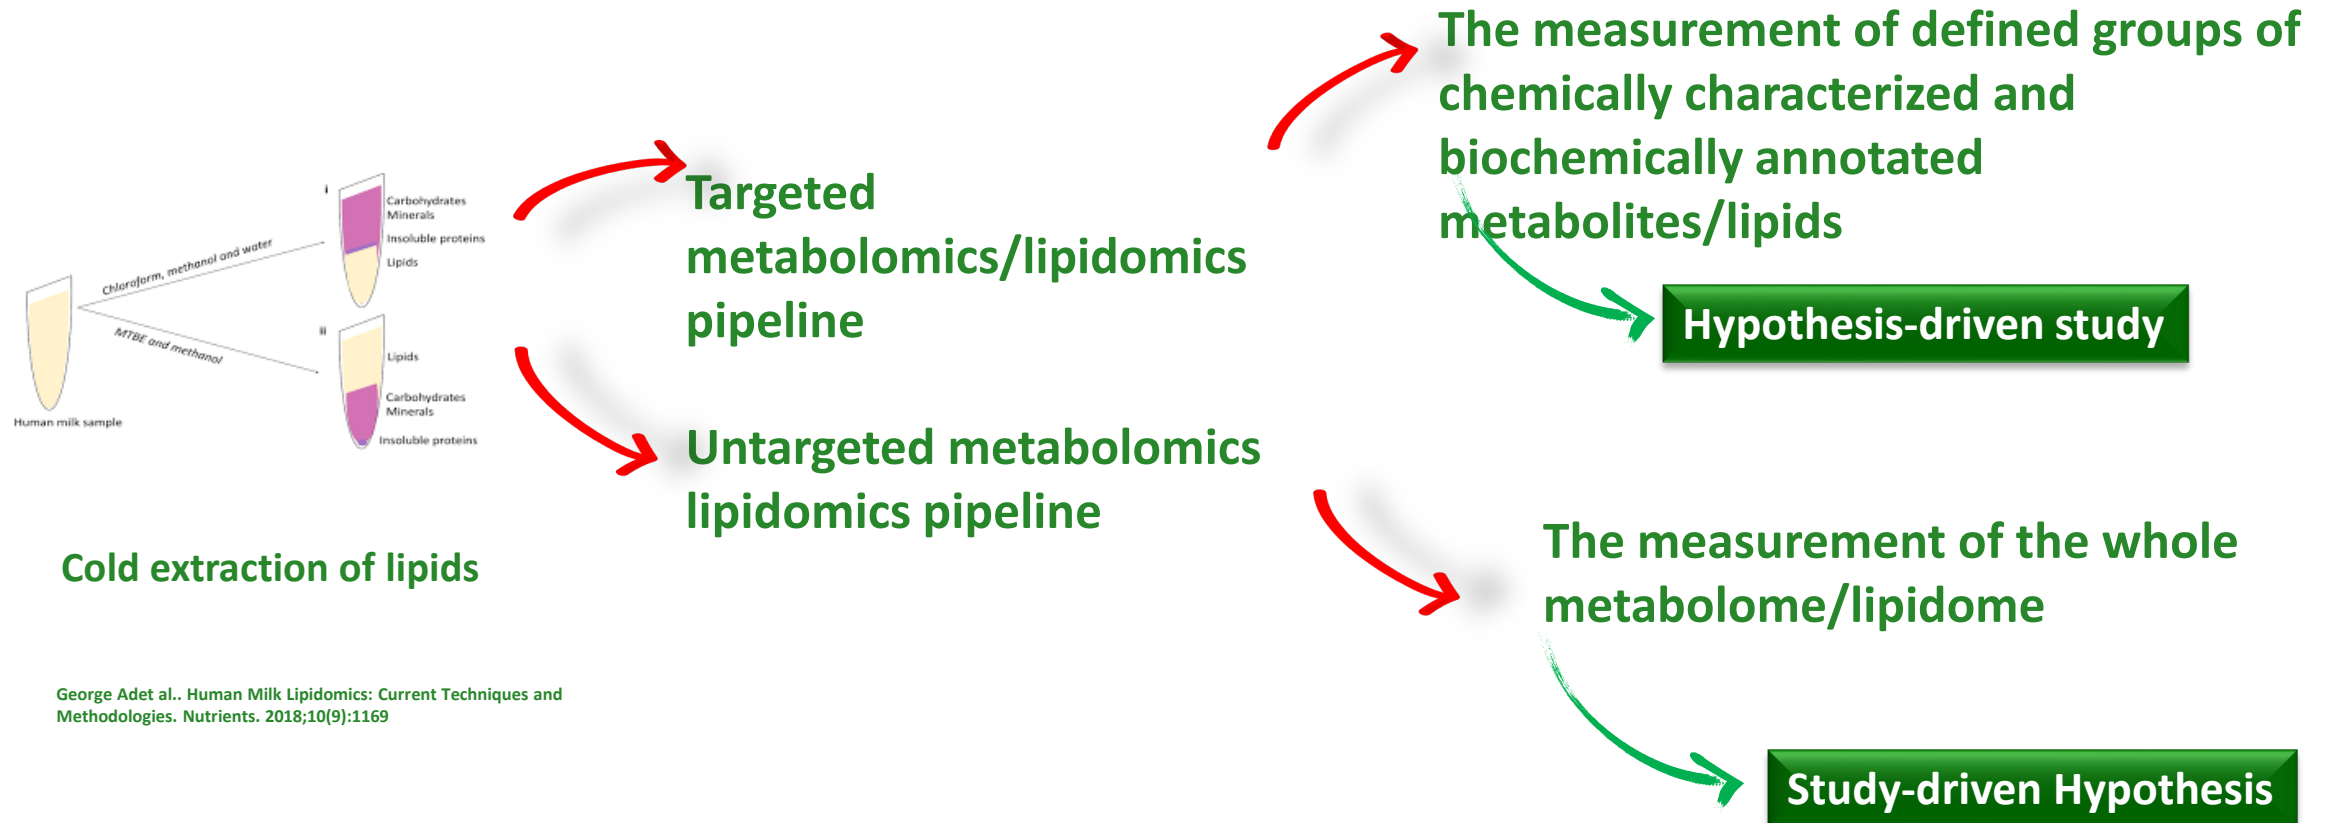 Human milk sample
Chloroform, methanol and water
MTBE and methanol
i
Carbohydrates
Minerals
Insoluble proteins
Lipids
ii
Lipids
Carbohydrates
Minerals
Insoluble proteins
Cold extraction of lipids
George Adet al.. Human Milk Lipidomics: Current Techniques and
Methodologies. Nutrients. 2018;10(9):1169
Targeted
metabolomics/lipidomics
pipeline
Untargeted metabolomics
lipidomics pipeline
The measurement of defined groups of
chemically characterized and
biochemically annotated
metabolites/lipids
Hypothesis-driven study
The measurement of the whole
metabolome/lipidome
Study-driven Hypothesis